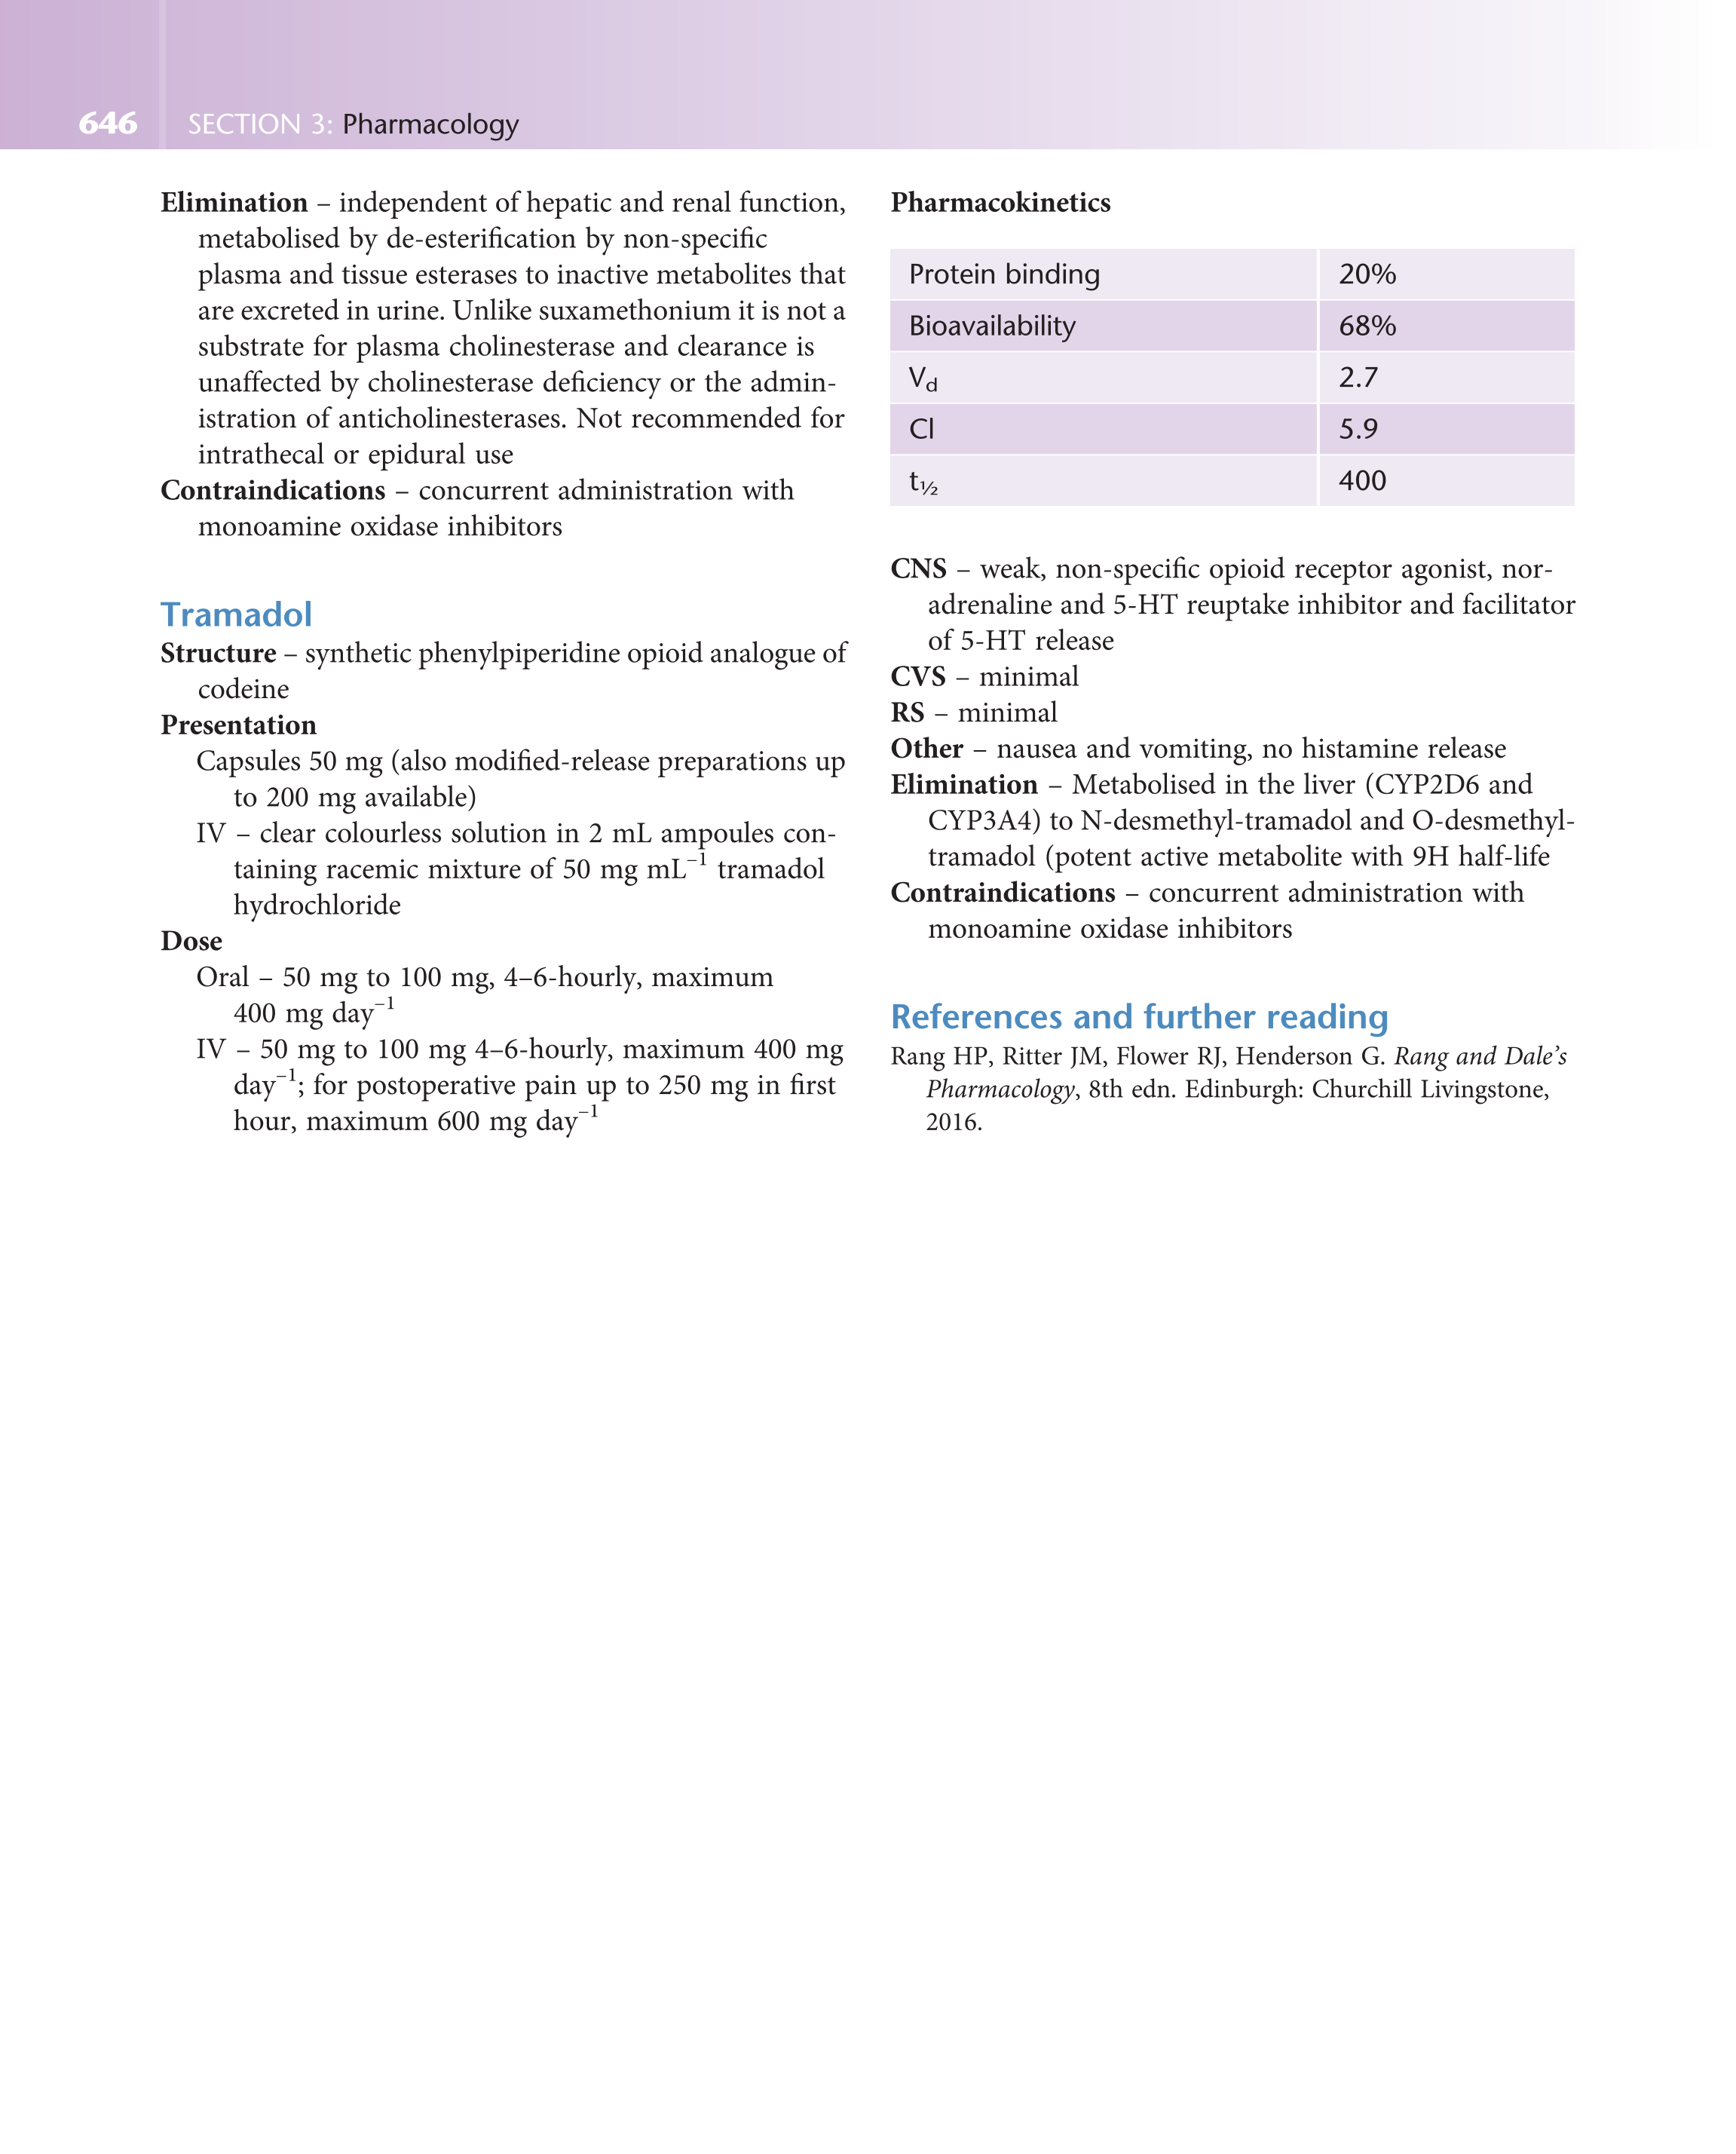 646 SECTION 3: Pharmacology
Elimination – independent of hepatic and renal function,
metabolised by de-esterification by non-specific
plasma and tissue esterases to inactive metabolites that
are excreted in urine. Unlike suxamethonium it is not a
substrate for plasma cholinesterase and clearance is
unaffected by cholinesterase deficiency or the admin-
istration of anticholinesterases. Not recommended for
intrathecal or epidural use
Contraindications – concurrent administration with
monoamine oxidase inhibitors
Tramadol
Structure – synthetic phenylpiperidine opioid analogue of
codeine
Presentation
Capsules 50 mg (also modified-release preparations up
to 200 mg available)
IV – clear colourless solution in 2 mL ampoules con-
taining racemic mixture of 50 mg mL⁻¹ tramadol
hydrochloride
Dose
Oral – 50 mg to 100 mg, 4–6-hourly, maximum
400 mg day⁻¹
IV – 50 mg to 100 mg 4–6-hourly, maximum 400 mg
day⁻¹; for postoperative pain up to 250 mg in first
hour, maximum 600 mg day⁻¹
Pharmacokinetics
Protein binding 20%
Bioavailability 68%
Vd 2.7
Cl 5.9
t½ 400
CNS – weak, non-specific opioid receptor agonist, nor-
adrenaline and 5-HT reuptake inhibitor and facilitator
of 5-HT release
CVS – minimal
RS – minimal
Other – nausea and vomiting, no histamine release
Elimination – Metabolised in the liver (CYP2D6 and
CYP3A4) to N-desmethyl-tramadol and O-desmethyl-
tramadol (potent active metabolite with 9H half-life
Contraindications – concurrent administration with
monoamine oxidase inhibitors
References and further reading
Rang HP, Ritter JM, Flower RJ, Henderson G. Rang and Dale’s
Pharmacology, 8th edn. Edinburgh: Churchill Livingstone,
2016.